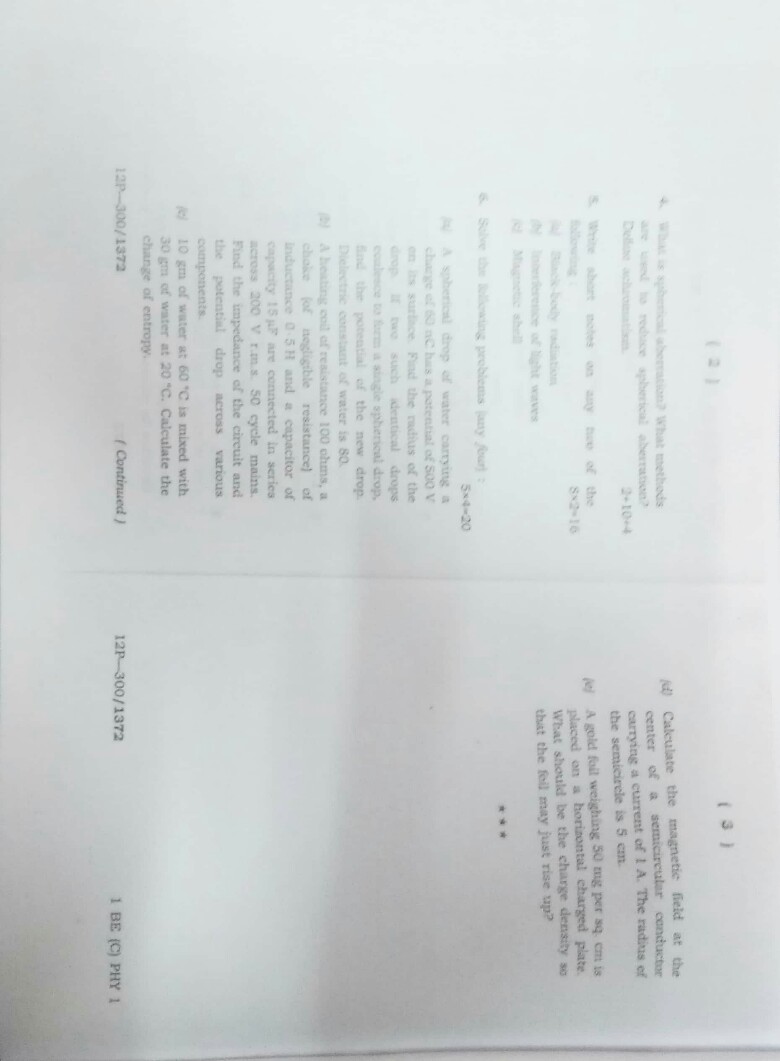 ( 2 )
4. What is spherical aberration? What methods
are used to reduce spherical aberration?
Define achromatism. 2+10+4
5. Write short notes on any two of the
following : 8×2=16
(a) Black-body radiation
(b) Interference of light waves
(c) Magnetic shell
6. Solve the following problems (any four) :
5×4=20
(a) A spherical drop of water carrying a
charge of 60 nC has a potential of 500 V
on its surface. Find the radius of the
drop. If two such identical drops
coalesce to form a single spherical drop,
find the potential of the new drop.
Dielectric constant of water is 80.
(b) A heating coil of resistance 100 ohms, a
choke (of negligible resistance) of
inductance 0·5 H and a capacitor of
capacity 15 μF are connected in series
across 200 V r.m.s. 50 cycle mains.
Find the impedance of the circuit and
the potential drop across various
components.
(c) 10 gm of water at 60 °C is mixed with
30 gm of water at 20 °C. Calculate the
change of entropy.
12P—300/1372 ( Continued )
( 3 )
(d) Calculate the magnetic field at the
center of a semicircular conductor
carrying a current of 1 A. The radius of
the semicircle is 5 cm.
(e) A gold foil weighing 50 mg per sq. cm is
placed on a horizontal charged plate.
What should be the charge density so
that the foil may just rise up?
★★★
12P—300/1372 1 BE (C) PHY 1